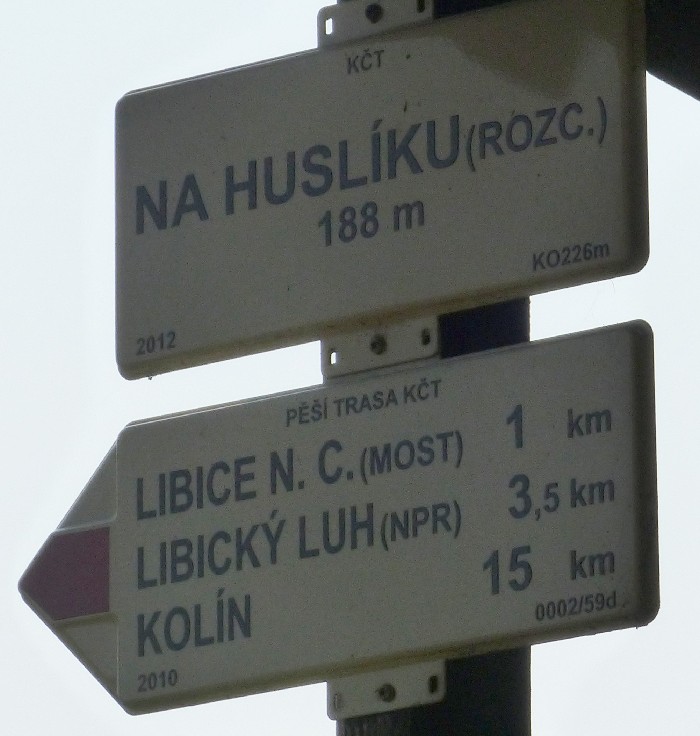 KČT
NA HUSLÍKU (ROZC.)
188 m
KO226m
2012
PĚŠÍ TRASA KČT
LIBICE N. C. (MOST) 1 km
LIBICKÝ LUH (NPR) 3,5 km
KOLÍN 15 km
0002/59d
2010